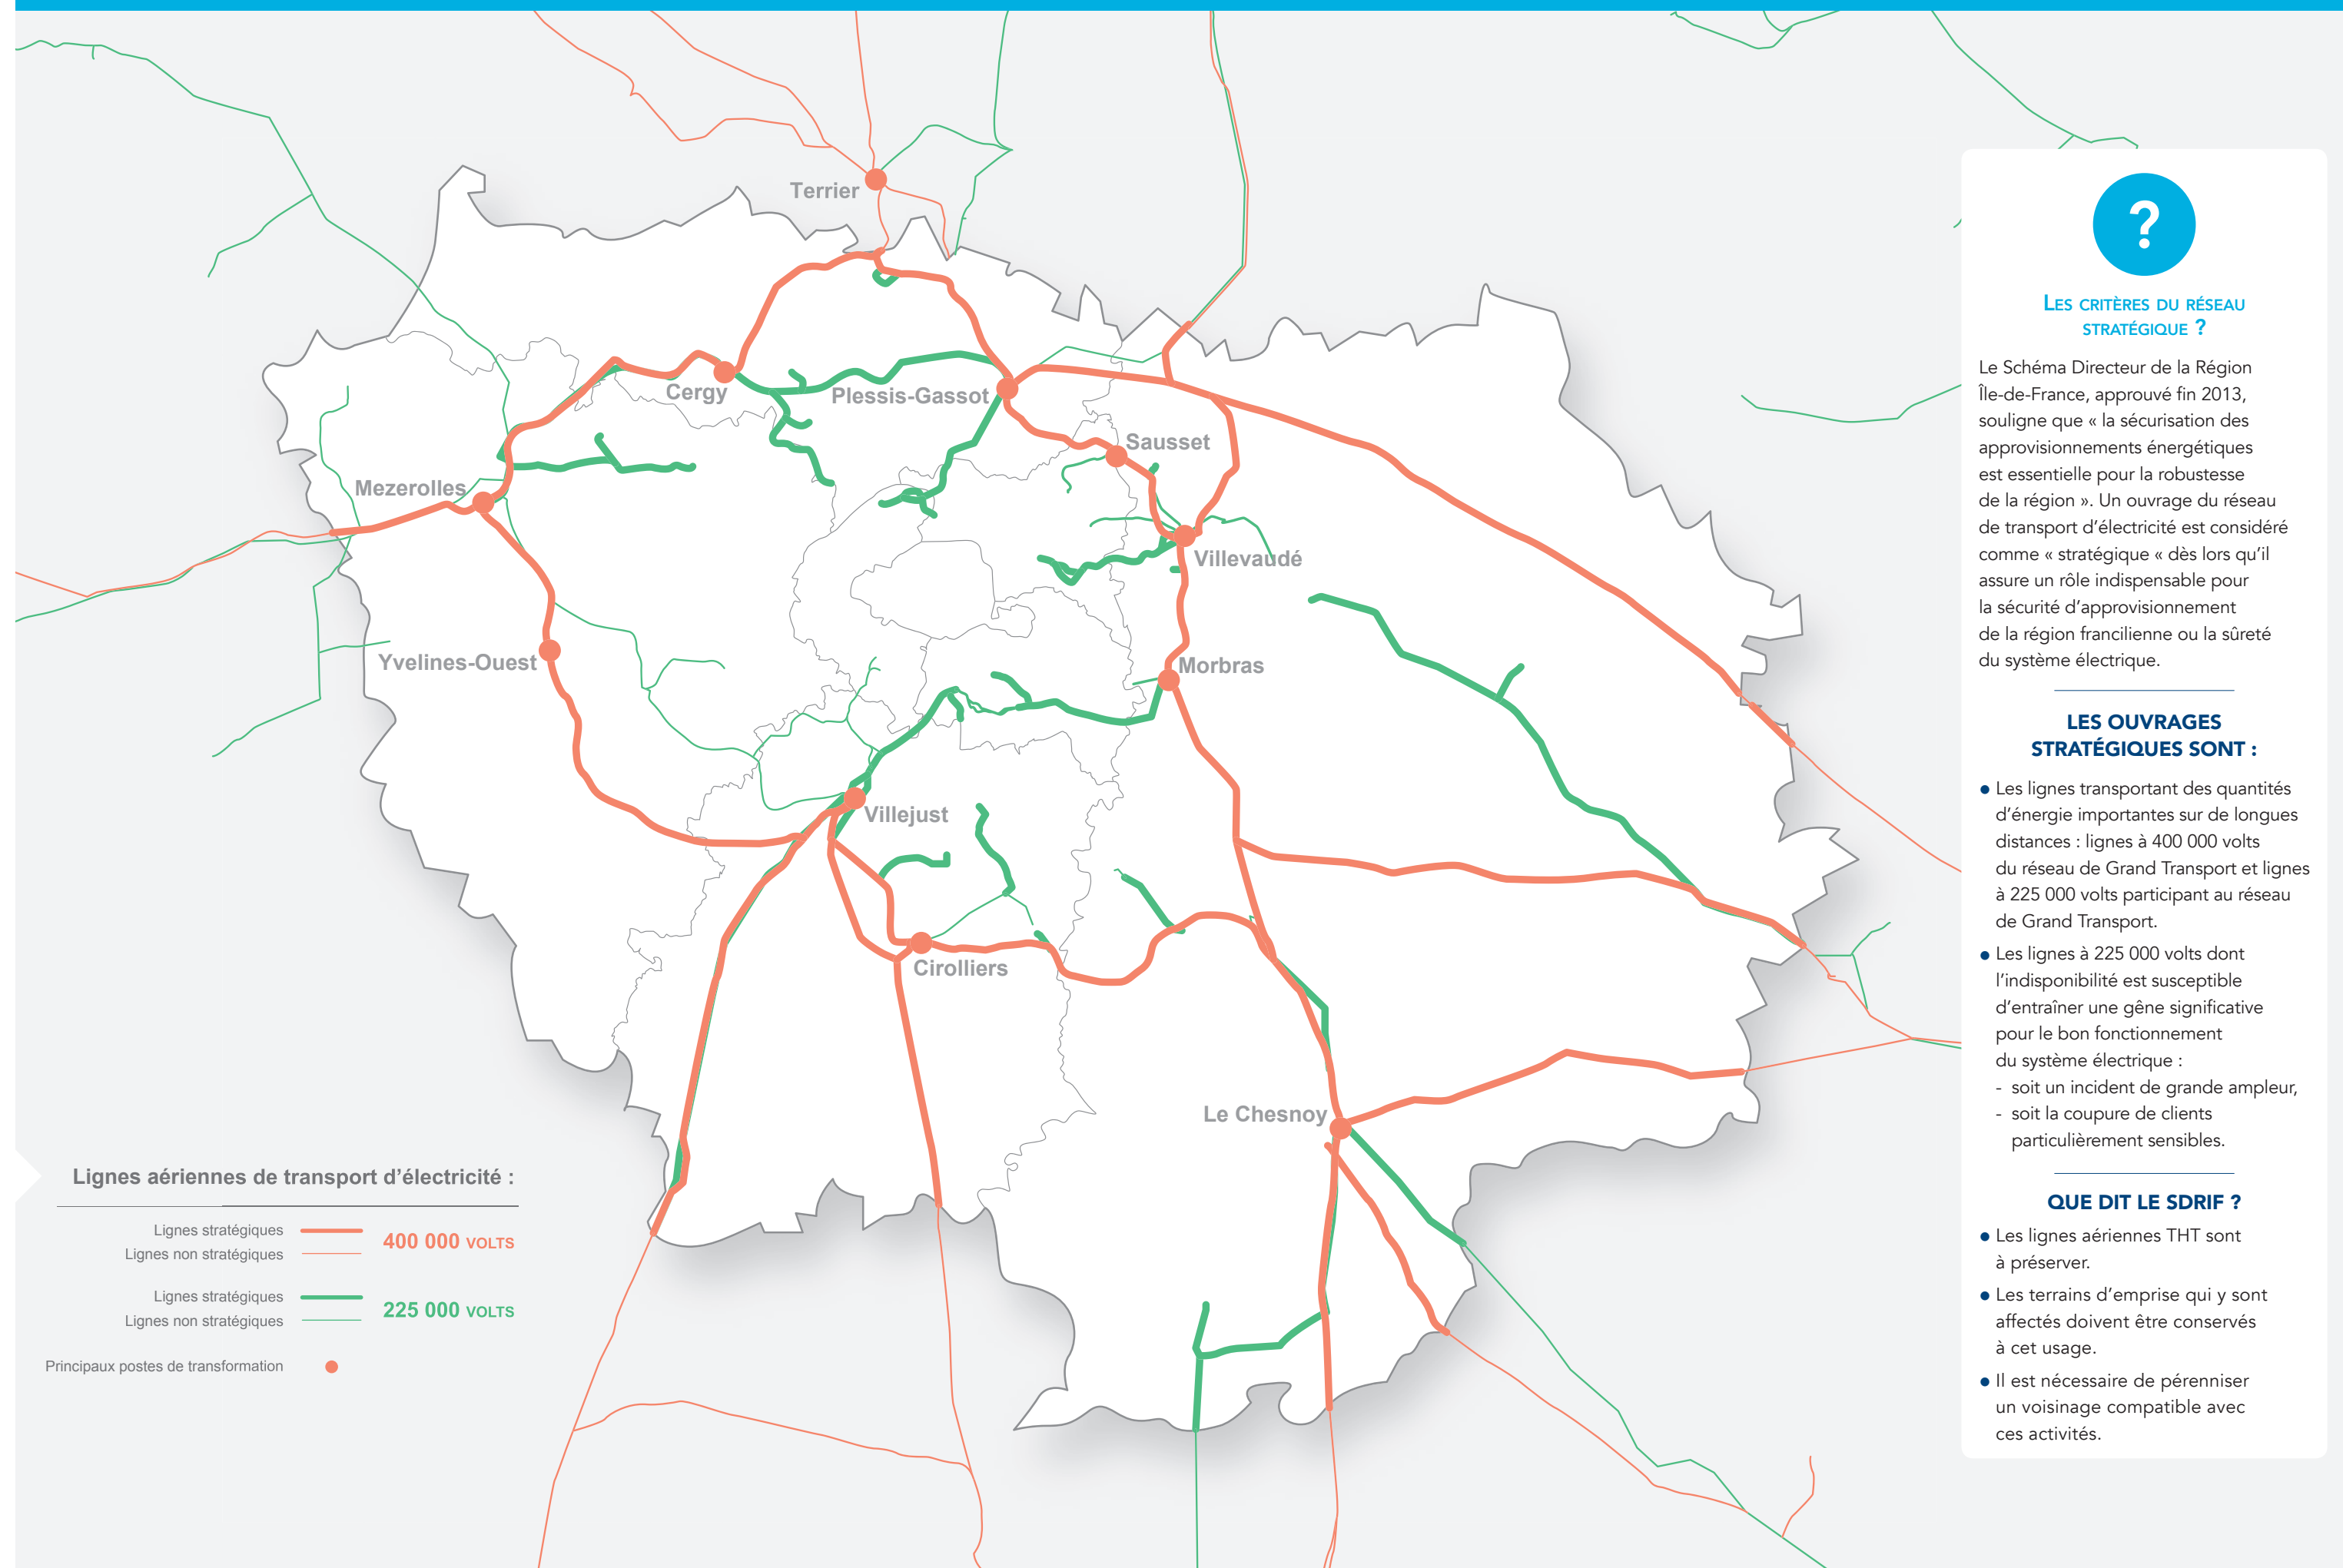 Terrier
Cergy
Plessis-Gassot
Sausset
Mezerolles
Villevaudé
Yvelines-Ouest
Morbras
Villejust
Cirolliers
Le Chesnoy
Lignes aériennes de transport d’électricité :
Lignes stratégiques
Lignes non stratégiques
400 000 VOLTS
Lignes stratégiques
Lignes non stratégiques
225 000 VOLTS
Principaux postes de transformation
?
LES CRITÈRES DU RÉSEAU
STRATÉGIQUE ?
Le Schéma Directeur de la Région
Île-de-France, approuvé fin 2013,
souligne que « la sécurisation des
approvisionnements énergétiques
est essentielle pour la robustesse
de la région ». Un ouvrage du réseau
de transport d’électricité est considéré
comme « stratégique « dès lors qu’il
assure un rôle indispensable pour
la sécurité d’approvisionnement
de la région francilienne ou la sûreté
du système électrique.
LES OUVRAGES
STRATÉGIQUES SONT :
• Les lignes transportant des quantités
d’énergie importantes sur de longues
distances : lignes à 400 000 volts
du réseau de Grand Transport et lignes
à 225 000 volts participant au réseau
de Grand Transport.
• Les lignes à 225 000 volts dont
l’indisponibilité est susceptible
d’entraîner une gêne significative
pour le bon fonctionnement
du système électrique :
- soit un incident de grande ampleur,
- soit la coupure de clients
particulièrement sensibles.
QUE DIT LE SDRIF ?
• Les lignes aériennes THT sont
à préserver.
• Les terrains d’emprise qui y sont
affectés doivent être conservés
à cet usage.
• Il est nécessaire de pérenniser
un voisinage compatible avec
ces activités.